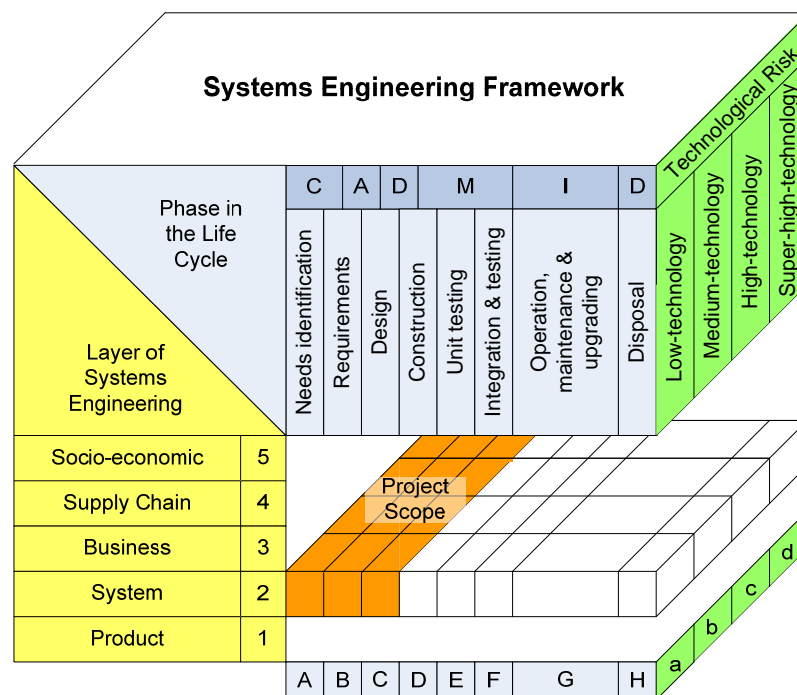 Systems Engineering Framework
Technological Risk
C A D M I D
Phase in
the Life
Cycle
Needs identification
Requirements
Design
Construction
Unit testing
Integration & testing
Operation,
maintenance &
upgrading
Disposal
Low-technology
Medium-technology
High-technology
Super-high-technology
Layer of
Systems
Engineering
Socio-economic 5
Supply Chain 4
Business 3
System 2
Product 1
Project
Scope
A B C D E F G H
a b c d